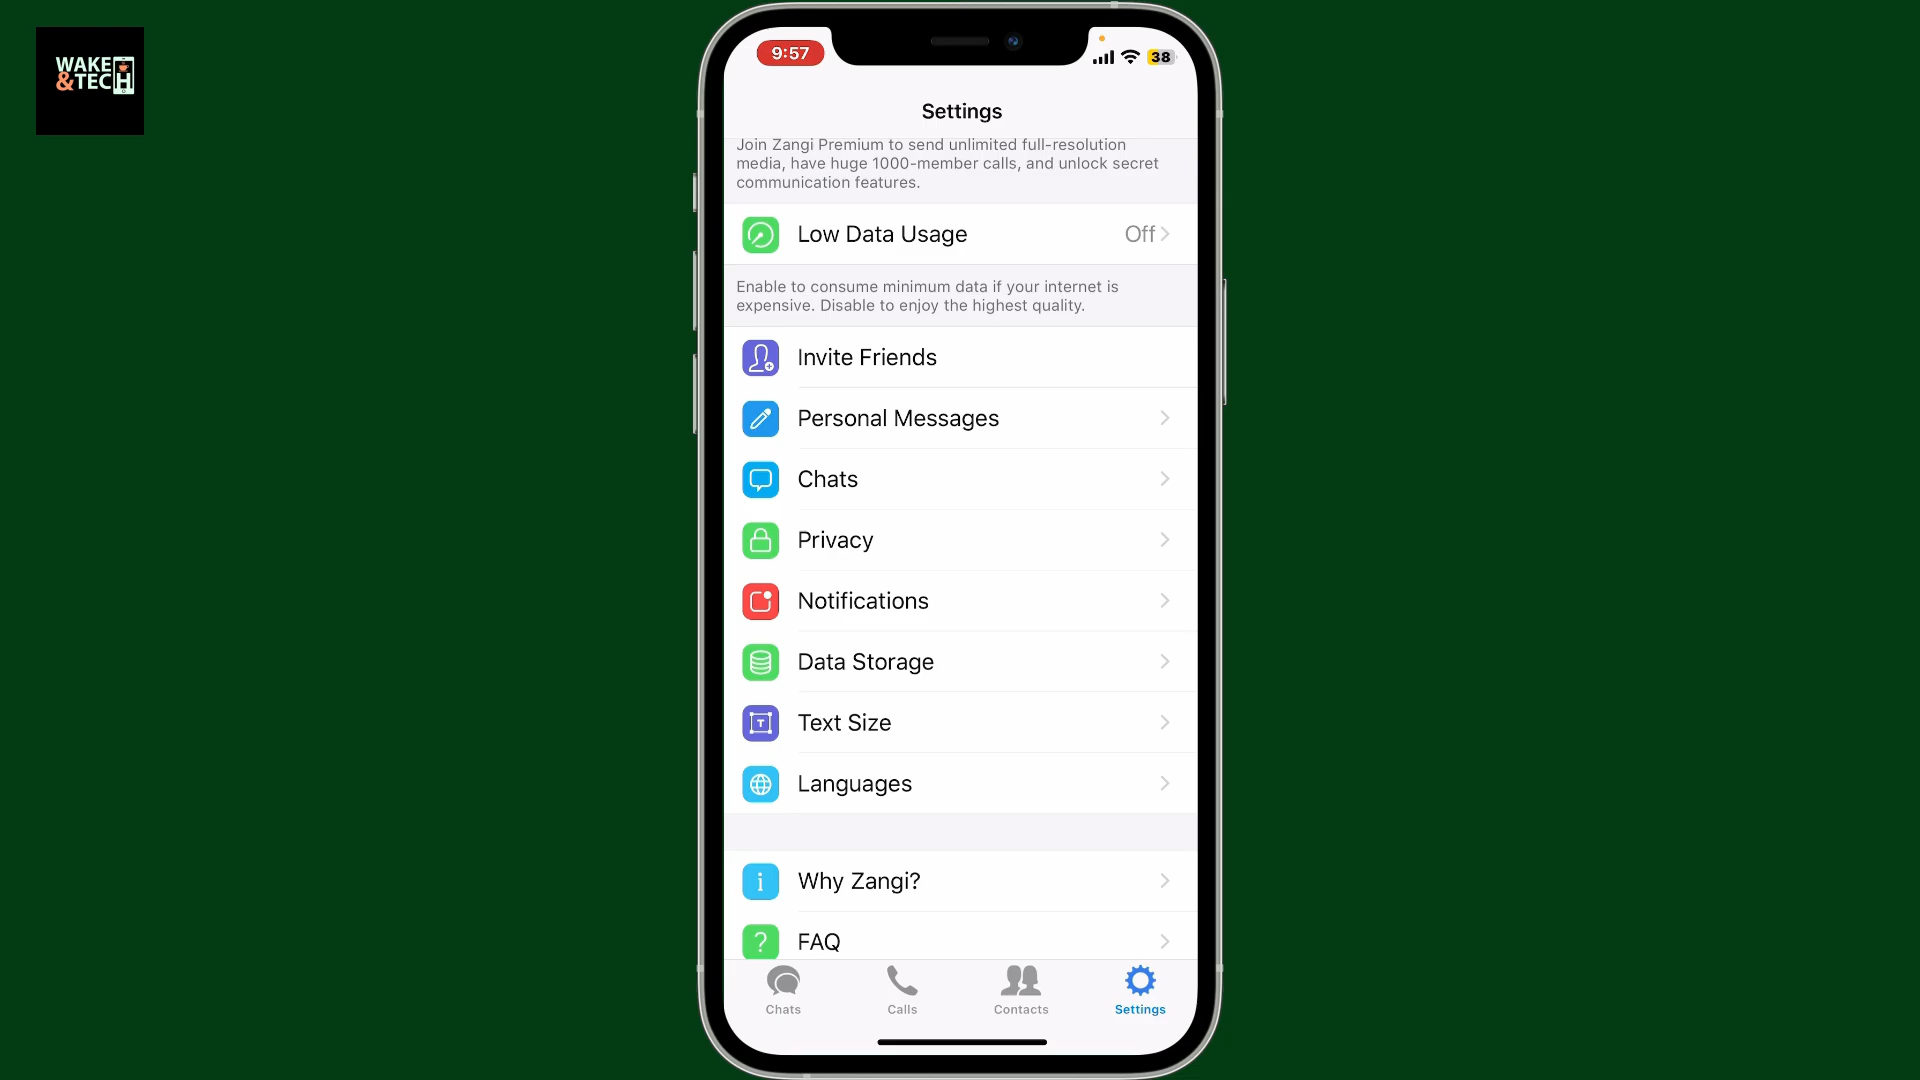 WAKE
&TECH
9:57
38
Settings
Join Zangi Premium to send unlimited full-resolution
media, have huge 1000-member calls, and unlock secret
communication features.
Low Data Usage
Off
Enable to consume minimum data if your internet is
expensive. Disable to enjoy the highest quality.
Invite Friends
Personal Messages
Chats
Privacy
Notifications
Data Storage
T
Text Size
Languages
i
Why Zangi?
?
FAQ
Chats
Calls
Contacts
Settings